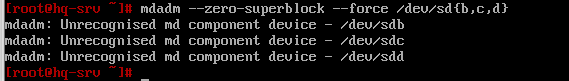 [root@hq-srv ~]# mdadm --zero-superblock --force /dev/sd{b,c,d}
mdadm: Unrecognised md component device - /dev/sdb
mdadm: Unrecognised md component device - /dev/sdc
mdadm: Unrecognised md component device - /dev/sdd
[root@hq-srv ~]#